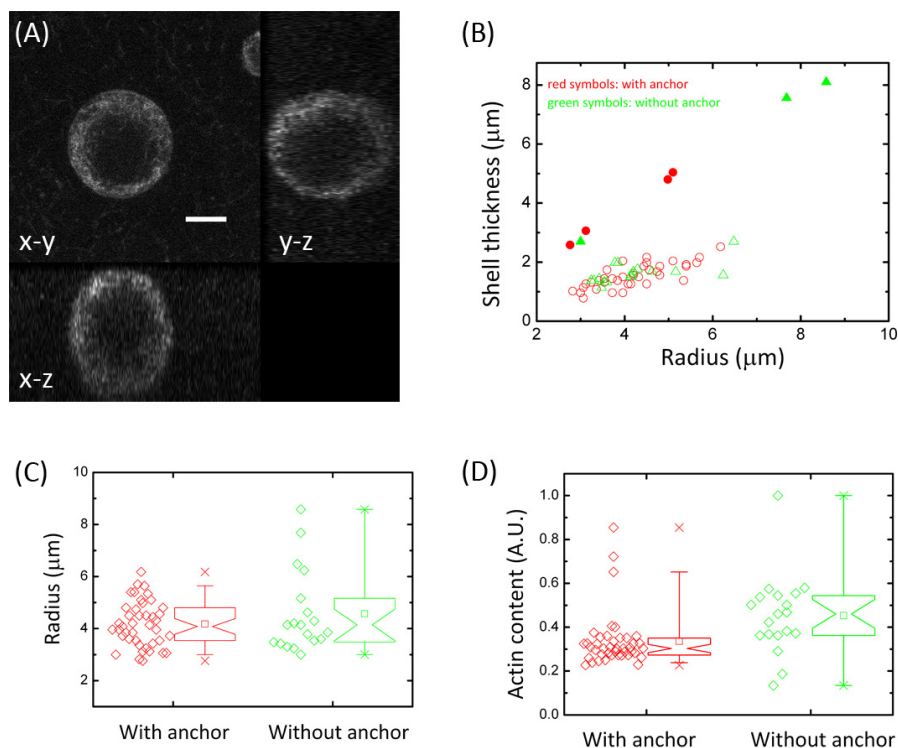 (A)
x-y
y-z
x-z
(B)
red symbols: with anchor
green symbols: without anchor
Shell thickness (μm)
8
6
4
2
0
2
4
6
8
10
Radius (μm)
(C)
Radius (μm)
10
8
6
4
2
With anchor
Without anchor
(D)
Actin content (A.U.)
1.0
0.8
0.6
0.4
0.2
0.0
With anchor
Without anchor